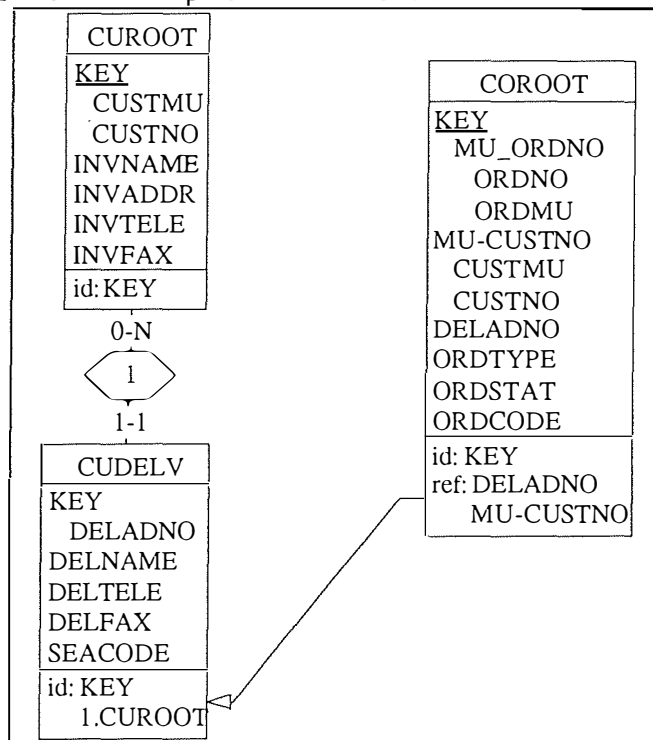 CUROOT
KEY
CUSTMU
CUSTNO
INVNAME
INVADDR
INVTELE
INVFAX
id: KEY
0-N
1
1-1
CUDELV
KEY
DELADNO
DELNAME
DELTELE
DELFAX
SEACODE
id: KEY
1.CUROOT
COROOT
KEY
MU_ORDNO
ORDNO
ORDMU
MU-CUSTNO
CUSTMU
CUSTNO
DELADNO
ORDTYPE
ORDSTAT
ORDCODE
id: KEY
ref: DELADNO
MU-CUSTNO